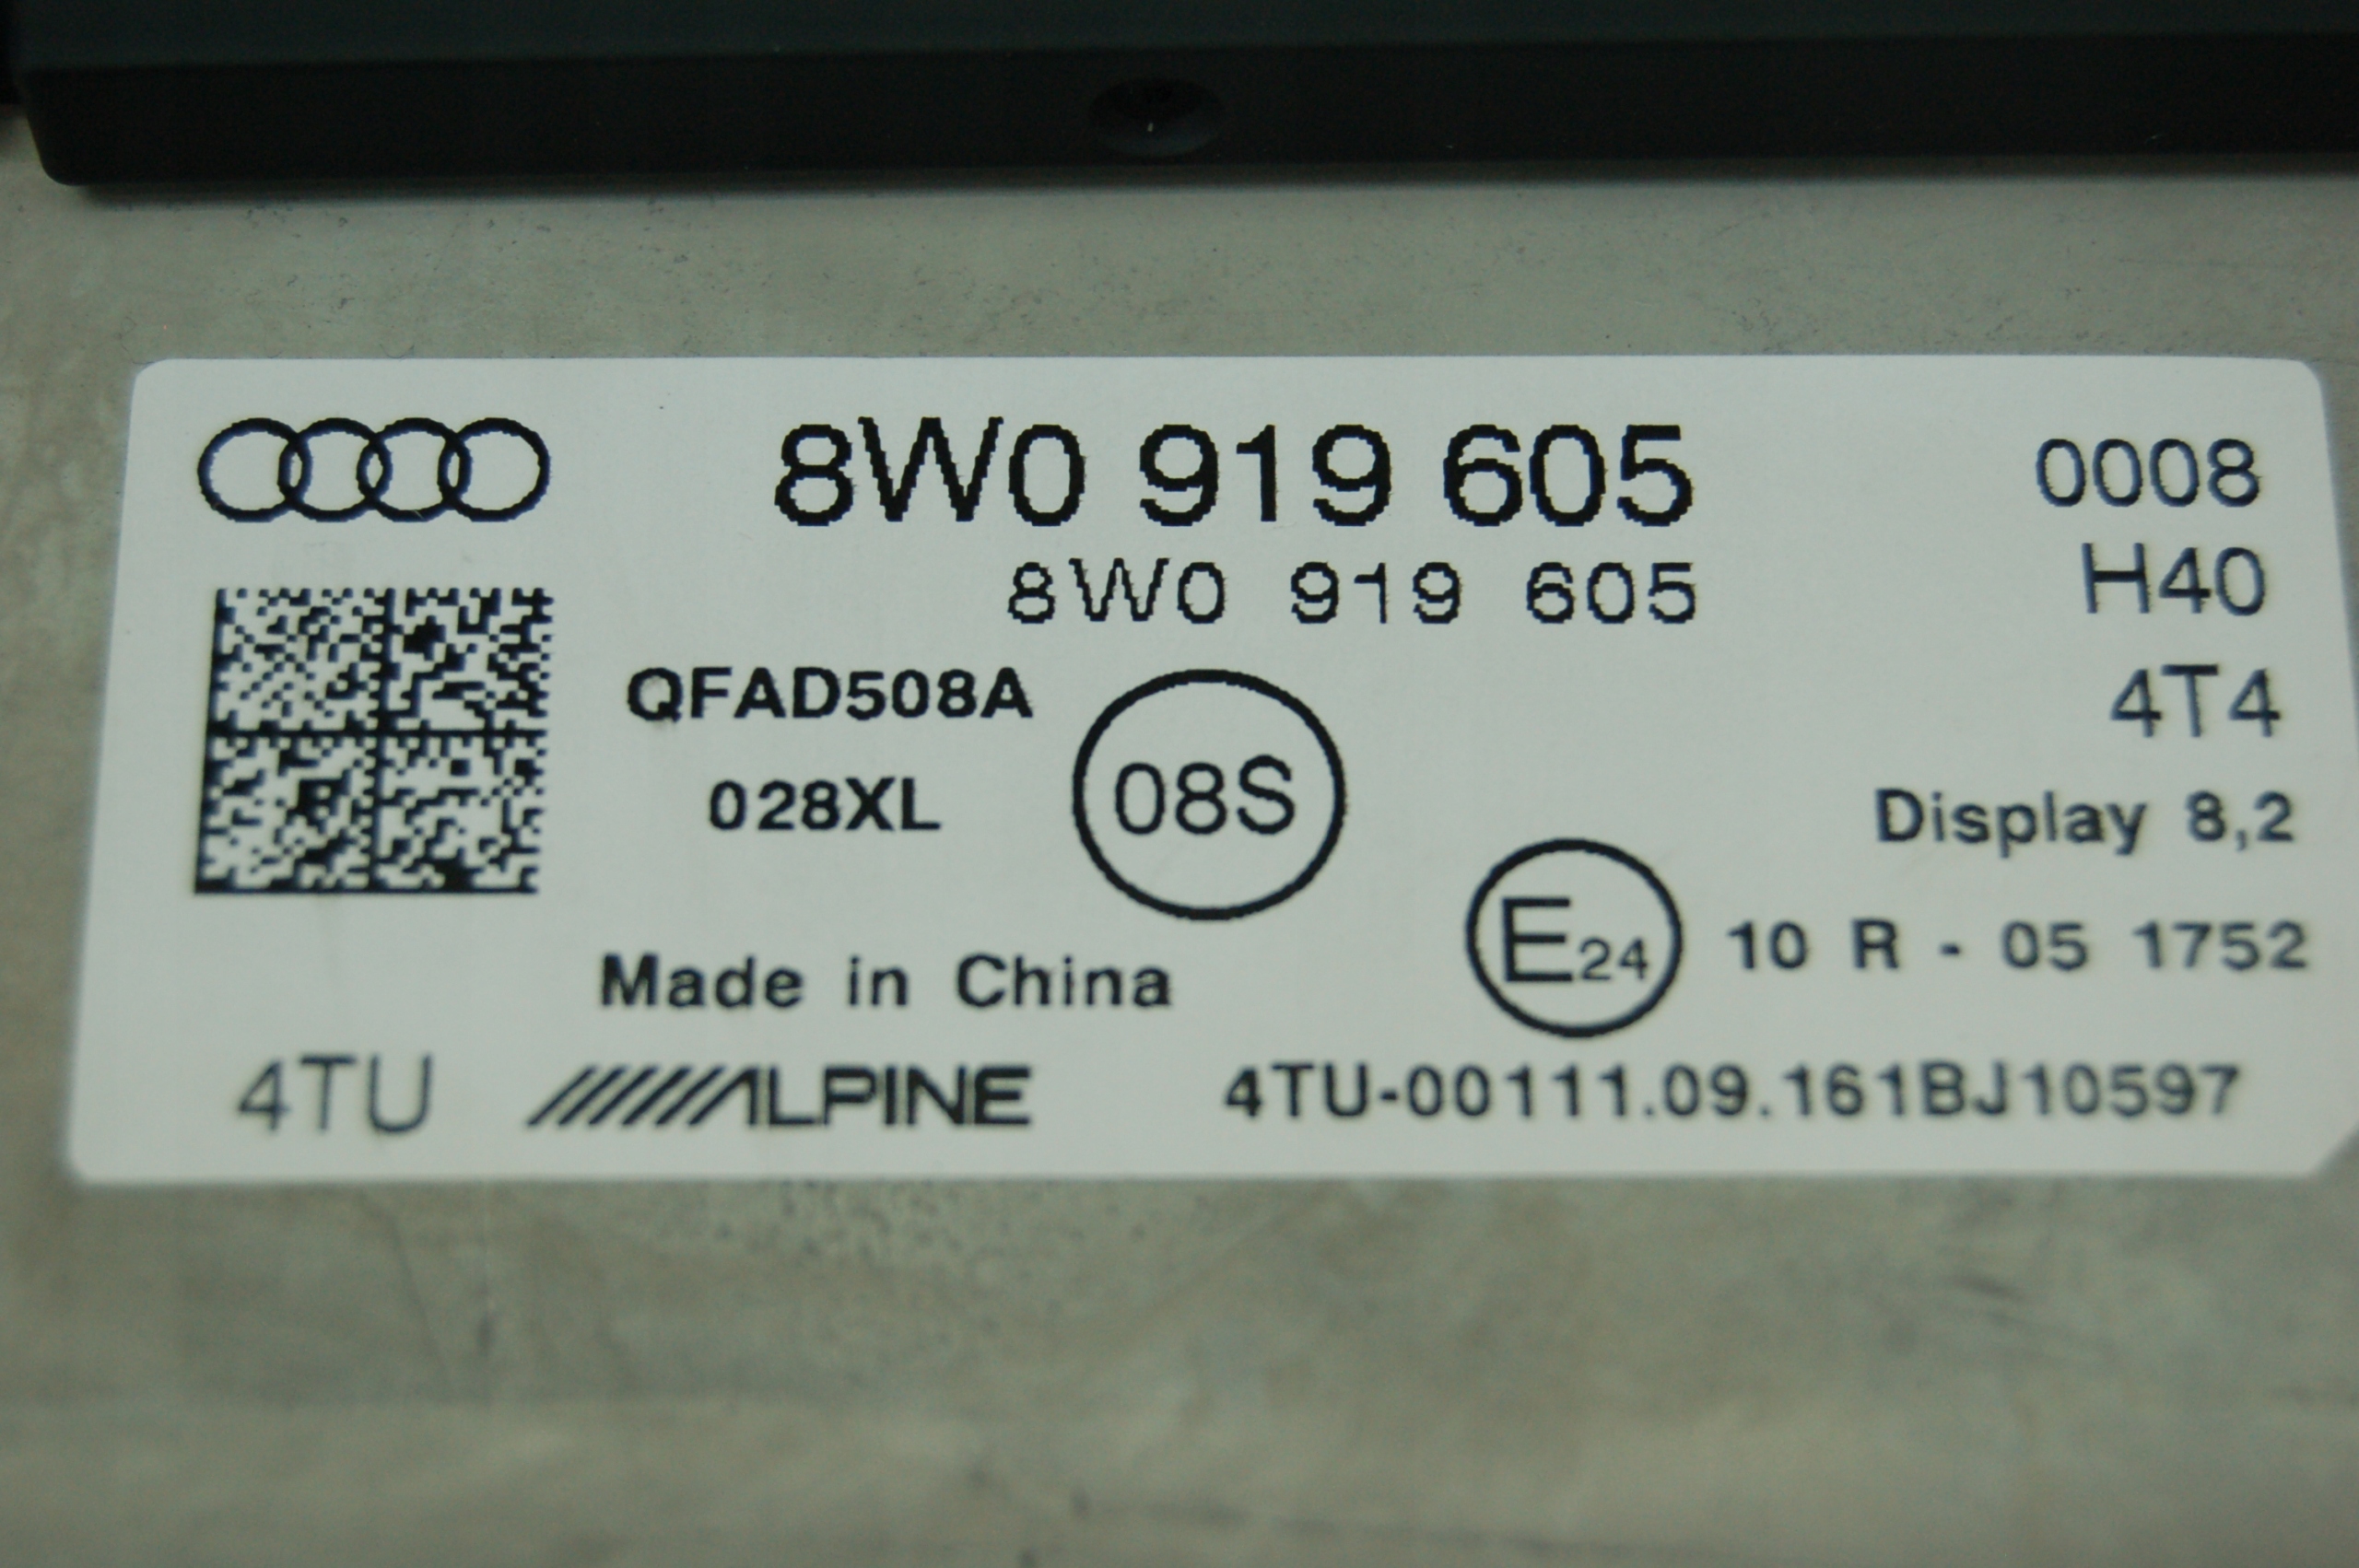 8W0 919 605 0008
8W0 919 605 H40
QFAD508A 4T4
028XL 08S Display 8,2
E24 10 R - 05 1752
Made in China
4TU ALPINE 4TU-00111.09.161BJ10597